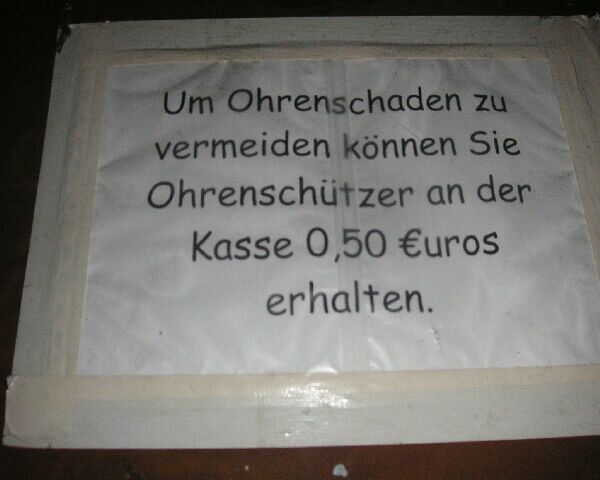 Um Ohrenschaden zu
vermeiden können Sie
Ohrenschützer an der
Kasse 0,50 €uros
erhalten.